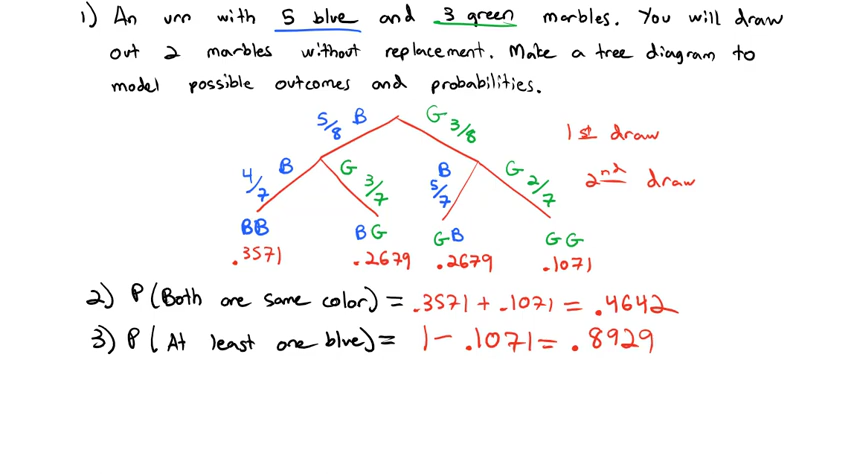 1) An urn with 5 blue and 3 green marbles. You will draw
out 2 marbles without replacement. Make a tree diagram to
model possible outcomes and probabilities.
5/8 B G 3/8
1st draw
4/7 B G 3/7 B 5/7 G 2/7
2nd draw
BB BG GB GG
.3571 .2679 .2679 .1071
2) P(Both are same color) = .3571 + .1071 = .4642
3) P(At least one blue) = 1 - .1071 = .8929